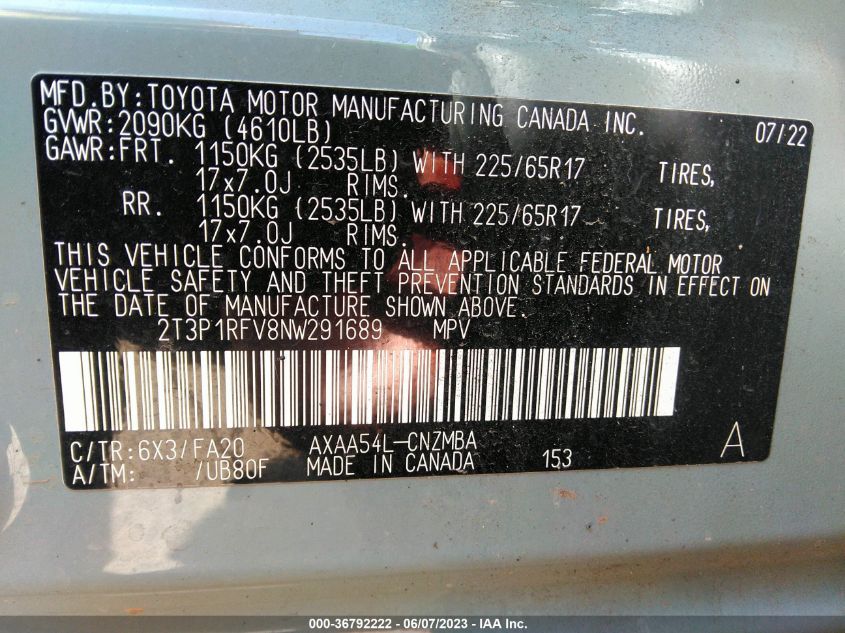 MFD.BY:TOYOTA MOTOR MANUFACTURING CANADA INC. 07/22
GVWR:2090KG (4610LB)
GAWR:FRT. 1150KG (2535LB) WITH 225/65R17 TIRES,
17x7.0J RIMS.
RR. 1150KG (2535LB) WITH 225/65R17 TIRES,
17x7.0J RIMS.
THIS VEHICLE CONFORMS TO ALL APPLICABLE FEDERAL MOTOR
VEHICLE SAFETY AND THEFT PREVENTION STANDARDS IN EFFECT ON
THE DATE OF MANUFACTURE SHOWN ABOVE.
2T3P1RFV8NW291689 MPV
C/TR:6X3/FA20 AXAA54L-CNZMBA A
A/TM: /UB80F MADE IN CANADA 153
000-36792222 - 06/07/2023 - IAA Inc.